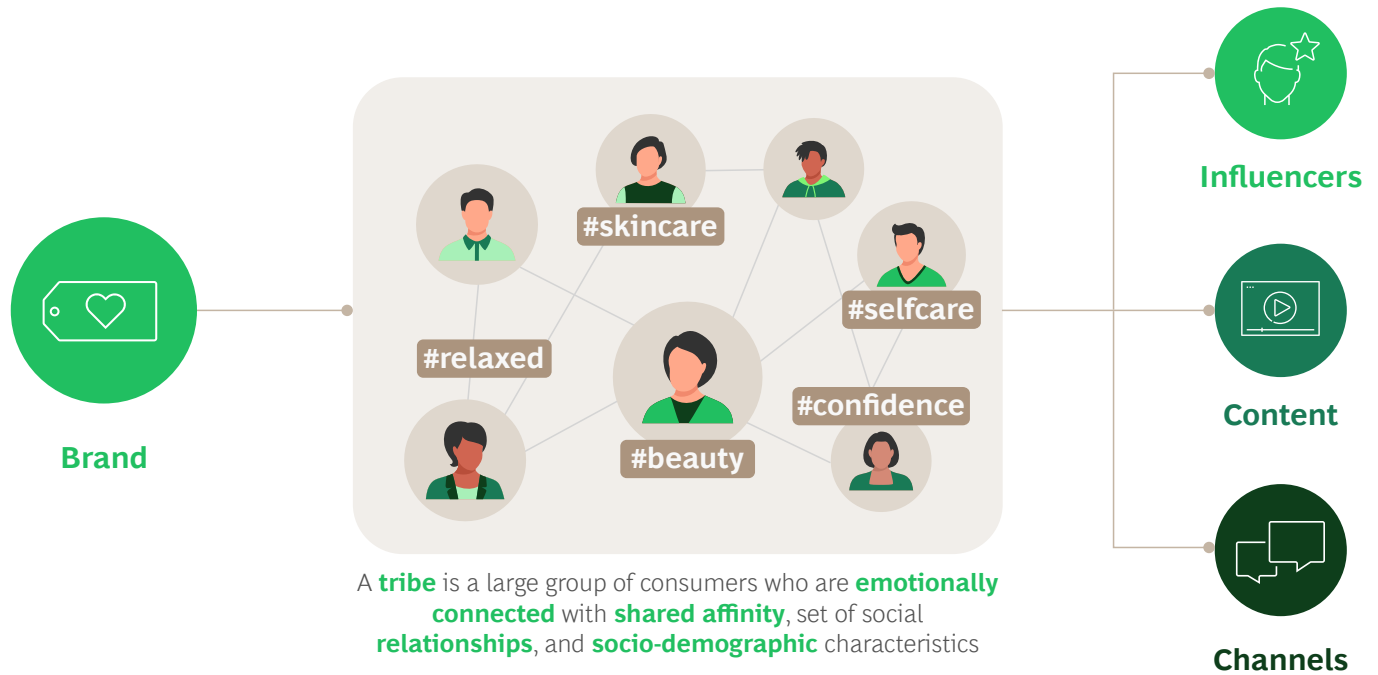 Brand
#skincare
#selfcare
#relaxed
#confidence
#beauty
A tribe is a large group of consumers who are emotionally
connected with shared affinity, set of social
relationships, and socio-demographic characteristics
Influencers
Content
Channels